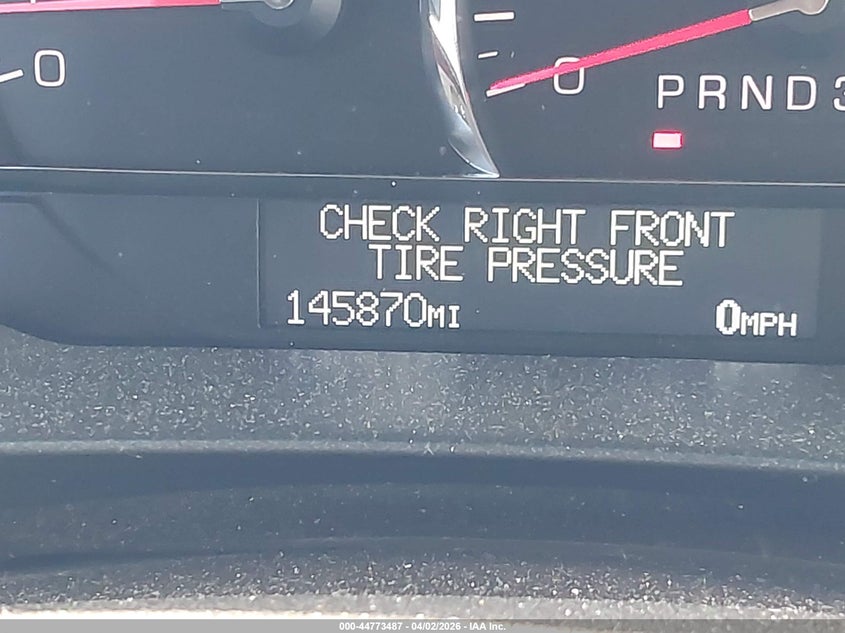 0
0
PRND3
CHECK RIGHT FRONT
TIRE PRESSURE
145870MI 0MPH
000-44773487 - 04/02/2026 - IAA Inc.